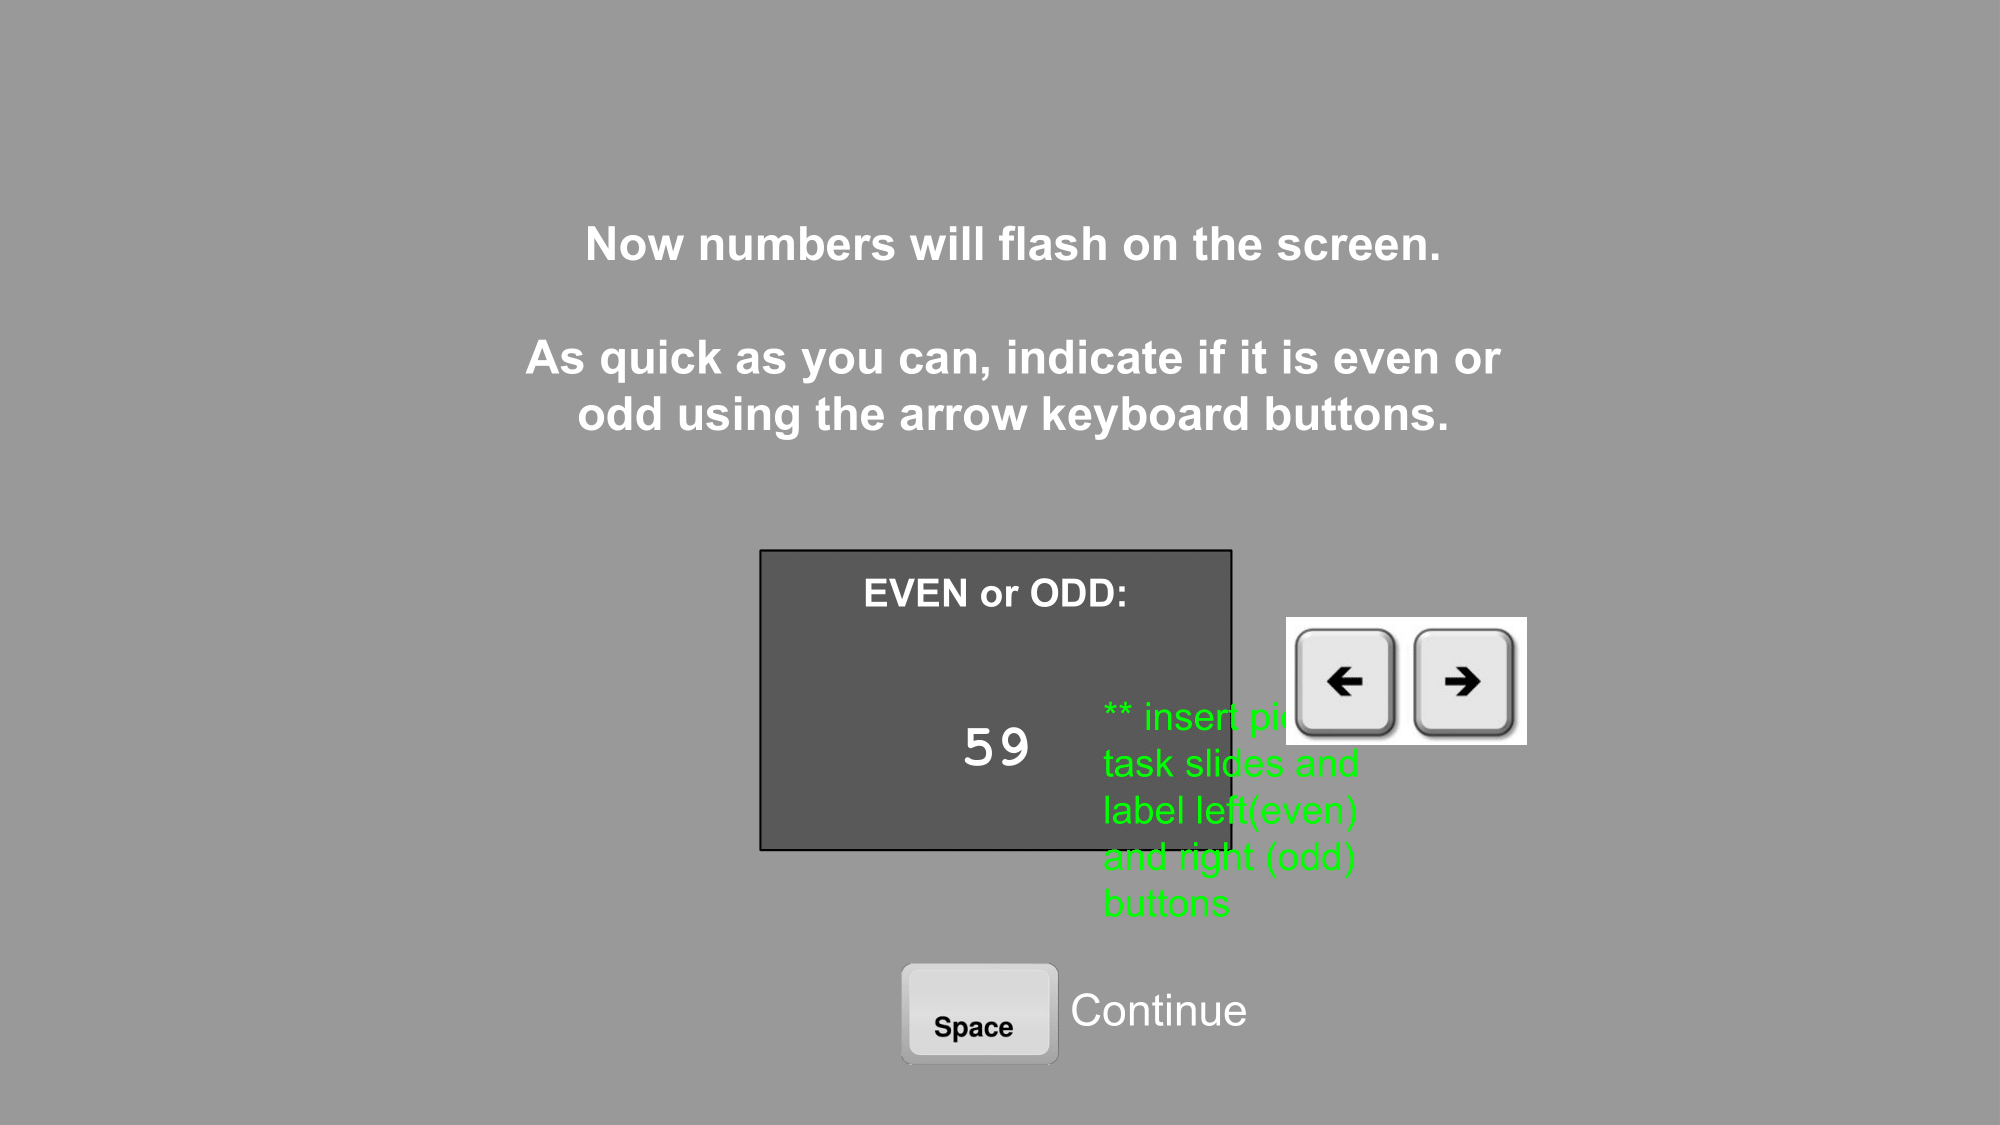 Now numbers will flash on the screen.
As quick as you can, indicate if it is even or
odd using the arrow keyboard buttons.
EVEN or ODD:
59
** insert
task slides and
label left(even)
and right (odd)
buttons
Space
Continue